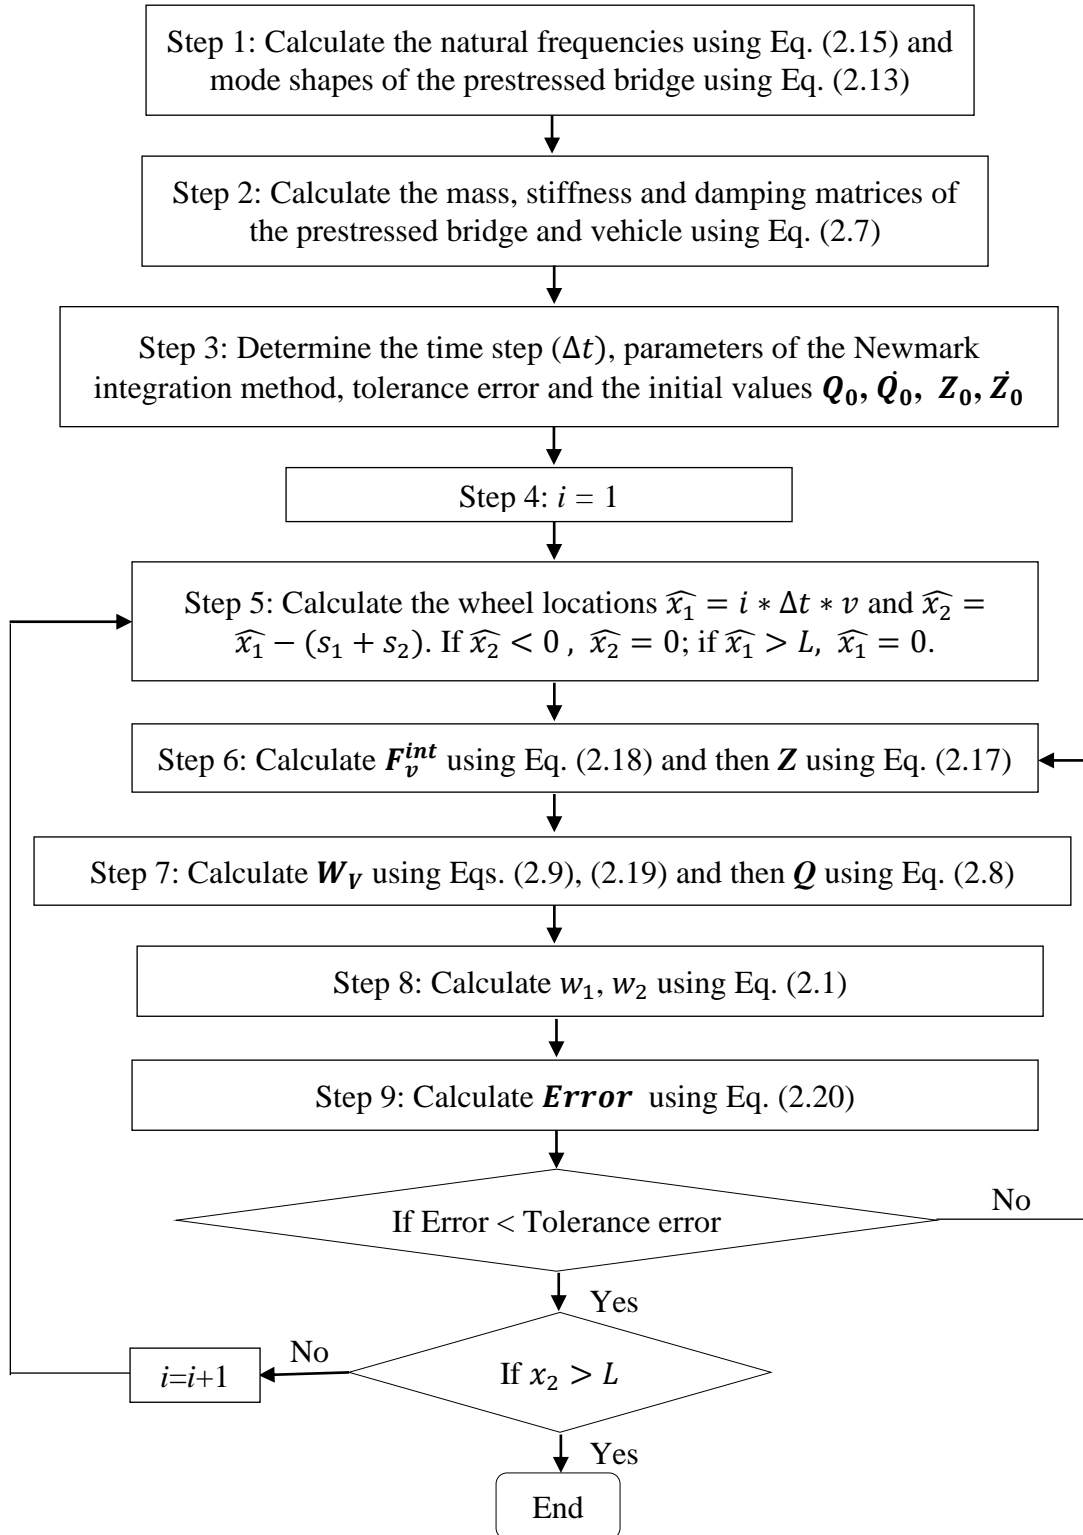 Step 1: Calculate the natural frequencies using Eq. (2.15) and
mode shapes of the prestressed bridge using Eq. (2.13)
Step 2: Calculate the mass, stiffness and damping matrices of
the prestressed bridge and vehicle using Eq. (2.7)
Step 3: Determine the time step (Δt), parameters of the Newmark
integration method, tolerance error and the initial values Q₀, Q̇₀, Z₀, Ż₀
Step 4: i = 1
Step 5: Calculate the wheel locations x̂₁ = i * Δt * v and x̂₂ =
x̂₁ − (s₁ + s₂). If x̂₂ < 0 , x̂₂ = 0; if x̂₁ > L, x̂₁ = 0.
Step 6: Calculate F_v^int using Eq. (2.18) and then Z using Eq. (2.17)
Step 7: Calculate W_V using Eqs. (2.9), (2.19) and then Q using Eq. (2.8)
Step 8: Calculate w₁, w₂ using Eq. (2.1)
Step 9: Calculate Error using Eq. (2.20)
If Error < Tolerance error
No
Yes
If x₂ > L
No
i=i+1
Yes
End